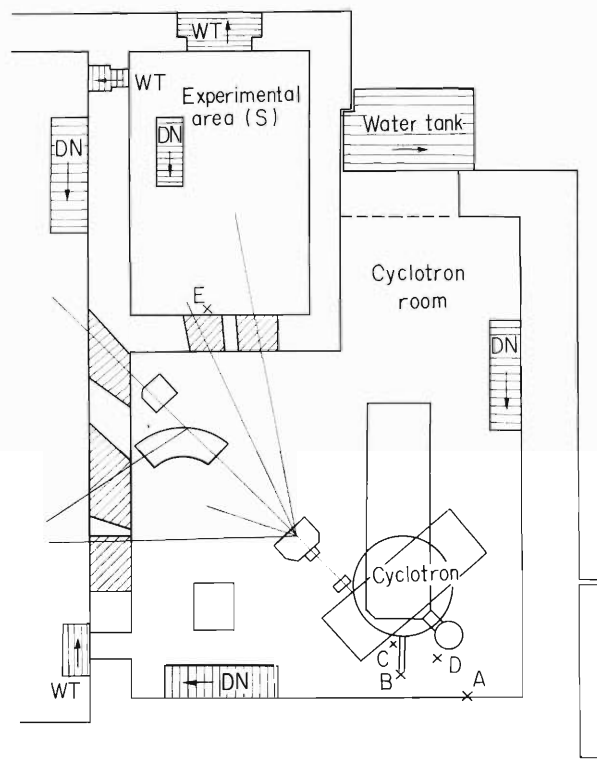 WT
WT
Experimental
area (S)
DN
DN
Water tank
Cyclotron
room
E
DN
Cyclotron
C
D
B
A
WT
DN